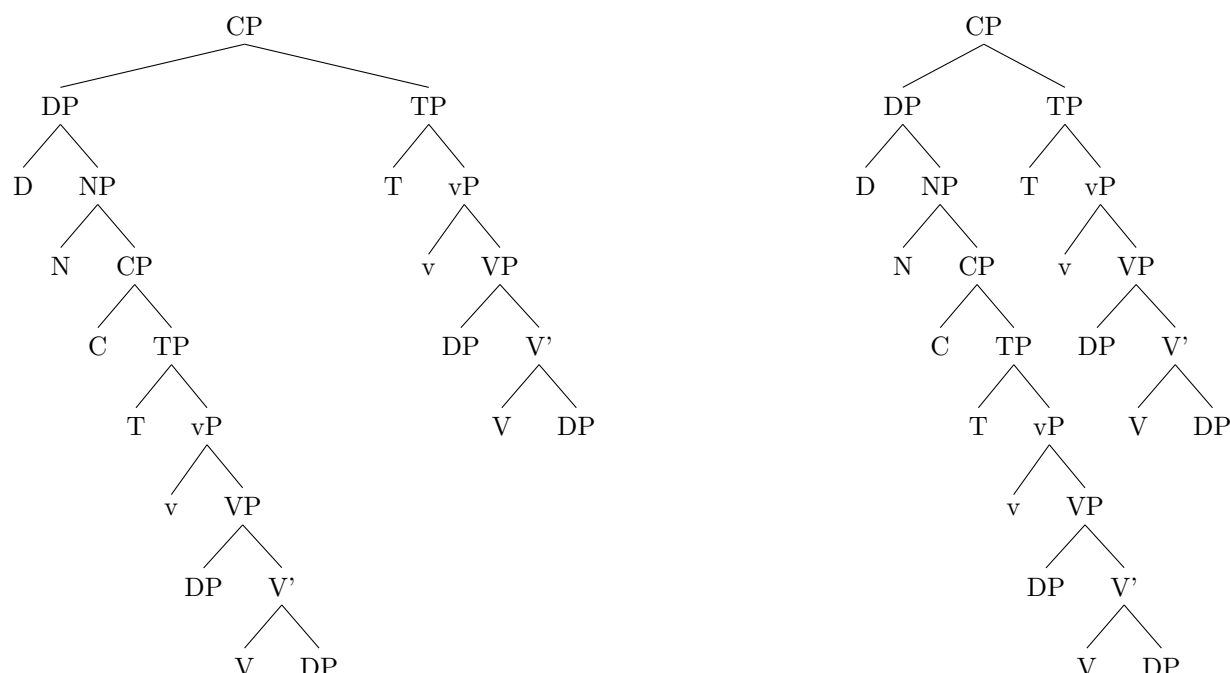 CP CP
DP TP DP TP
D NP T vP D NP T vP
N CP v VP N CP v VP
C TP DP V' C TP DP V'
T vP V DP T vP V DP
v VP v VP
DP V' DP V'
V DP V DP